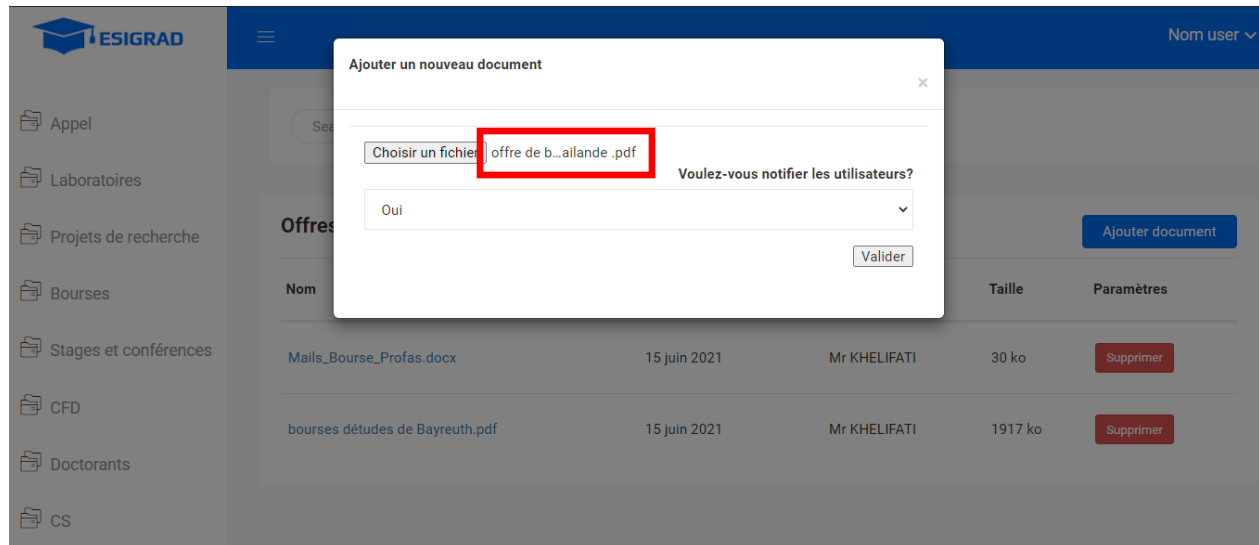 ESIGRAD
Nom user
Ajouter un nouveau document
×
Appel
Laboratoires
Projets de recherche
Bourses
Stages et conférences
CFD
Doctorants
CS
Sea
Choisir un fichier offre de b...ailande .pdf
Voulez-vous notifier les utilisateurs?
Oui
Valider
Offres
Ajouter document
Nom Taille Paramètres
Mails_Bourse_Profas.docx 15 juin 2021 Mr KHELIFATI 30 ko Supprimer
bourses détudes de Bayreuth.pdf 15 juin 2021 Mr KHELIFATI 1917 ko Supprimer